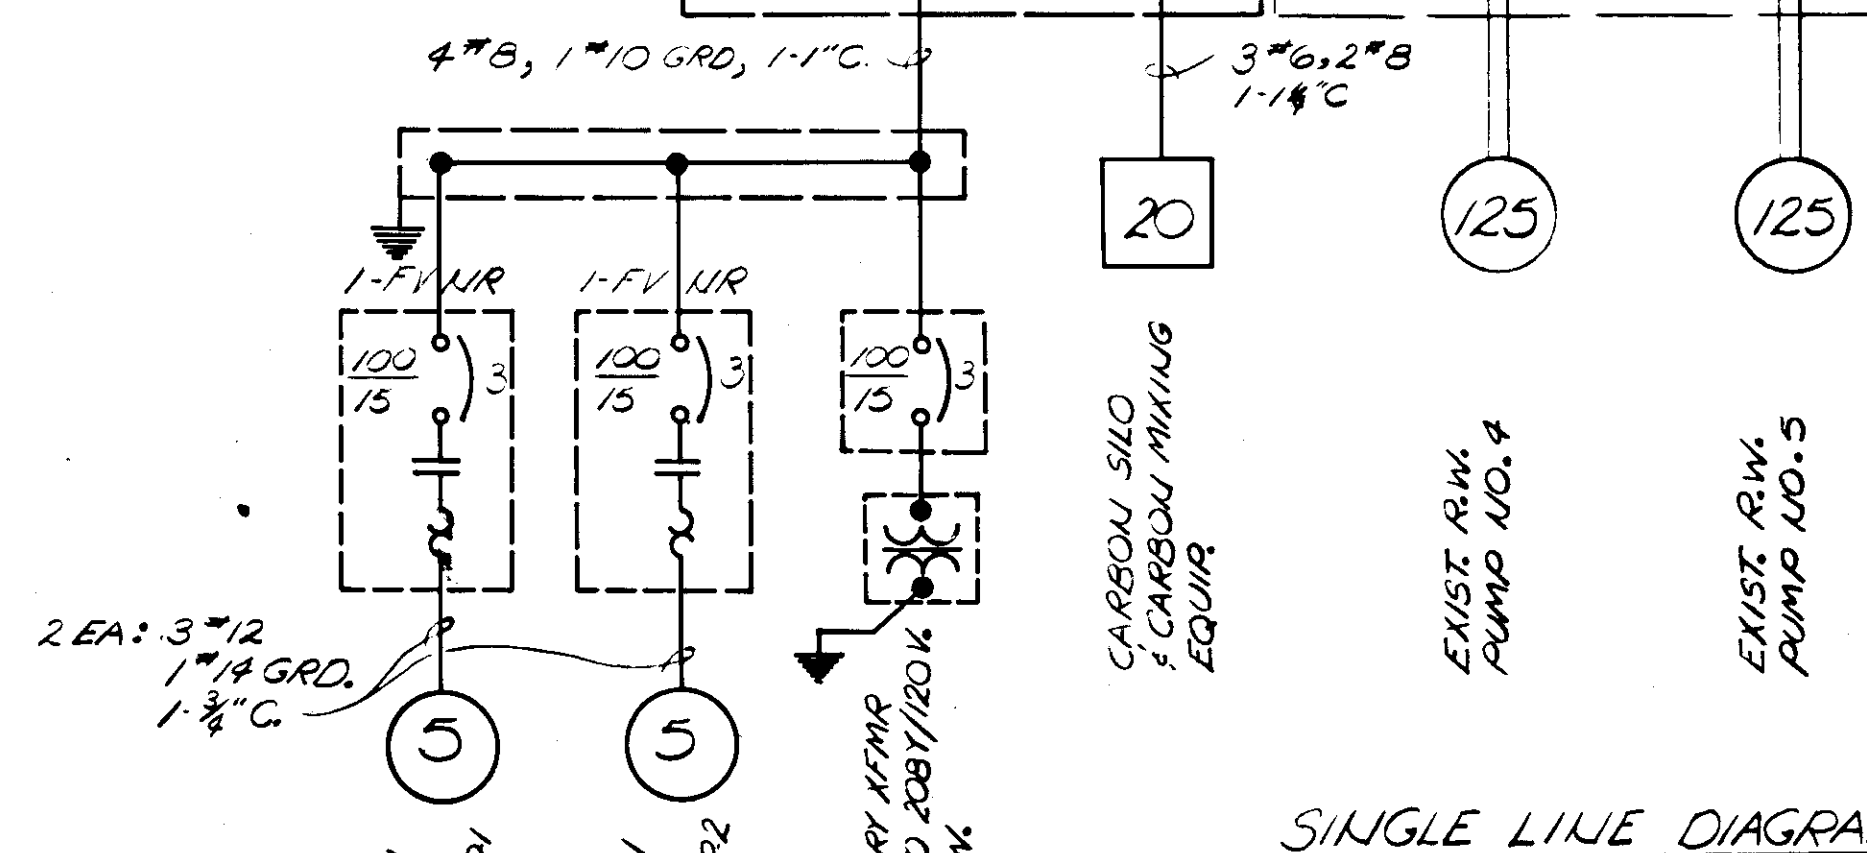 4 #8, 1 #10 GRD, 1-1"C.
3 #6, 2 #8
1-1¼"C
20
125
125
1-FVNR
1-FVNR
100
15
3
100
15
3
100
15
3
CARBON SILO
& CARBON MIXING
EQUIP.
EXIST. R.W.
PUMP NO. 4
EXIST. R.W.
PUMP NO. 5
2 EA: 3 #12
1 #14 GRD.
1-¾"C.
5
5
XFMR
208Y/120V.
SINGLE LINE DIAGRA